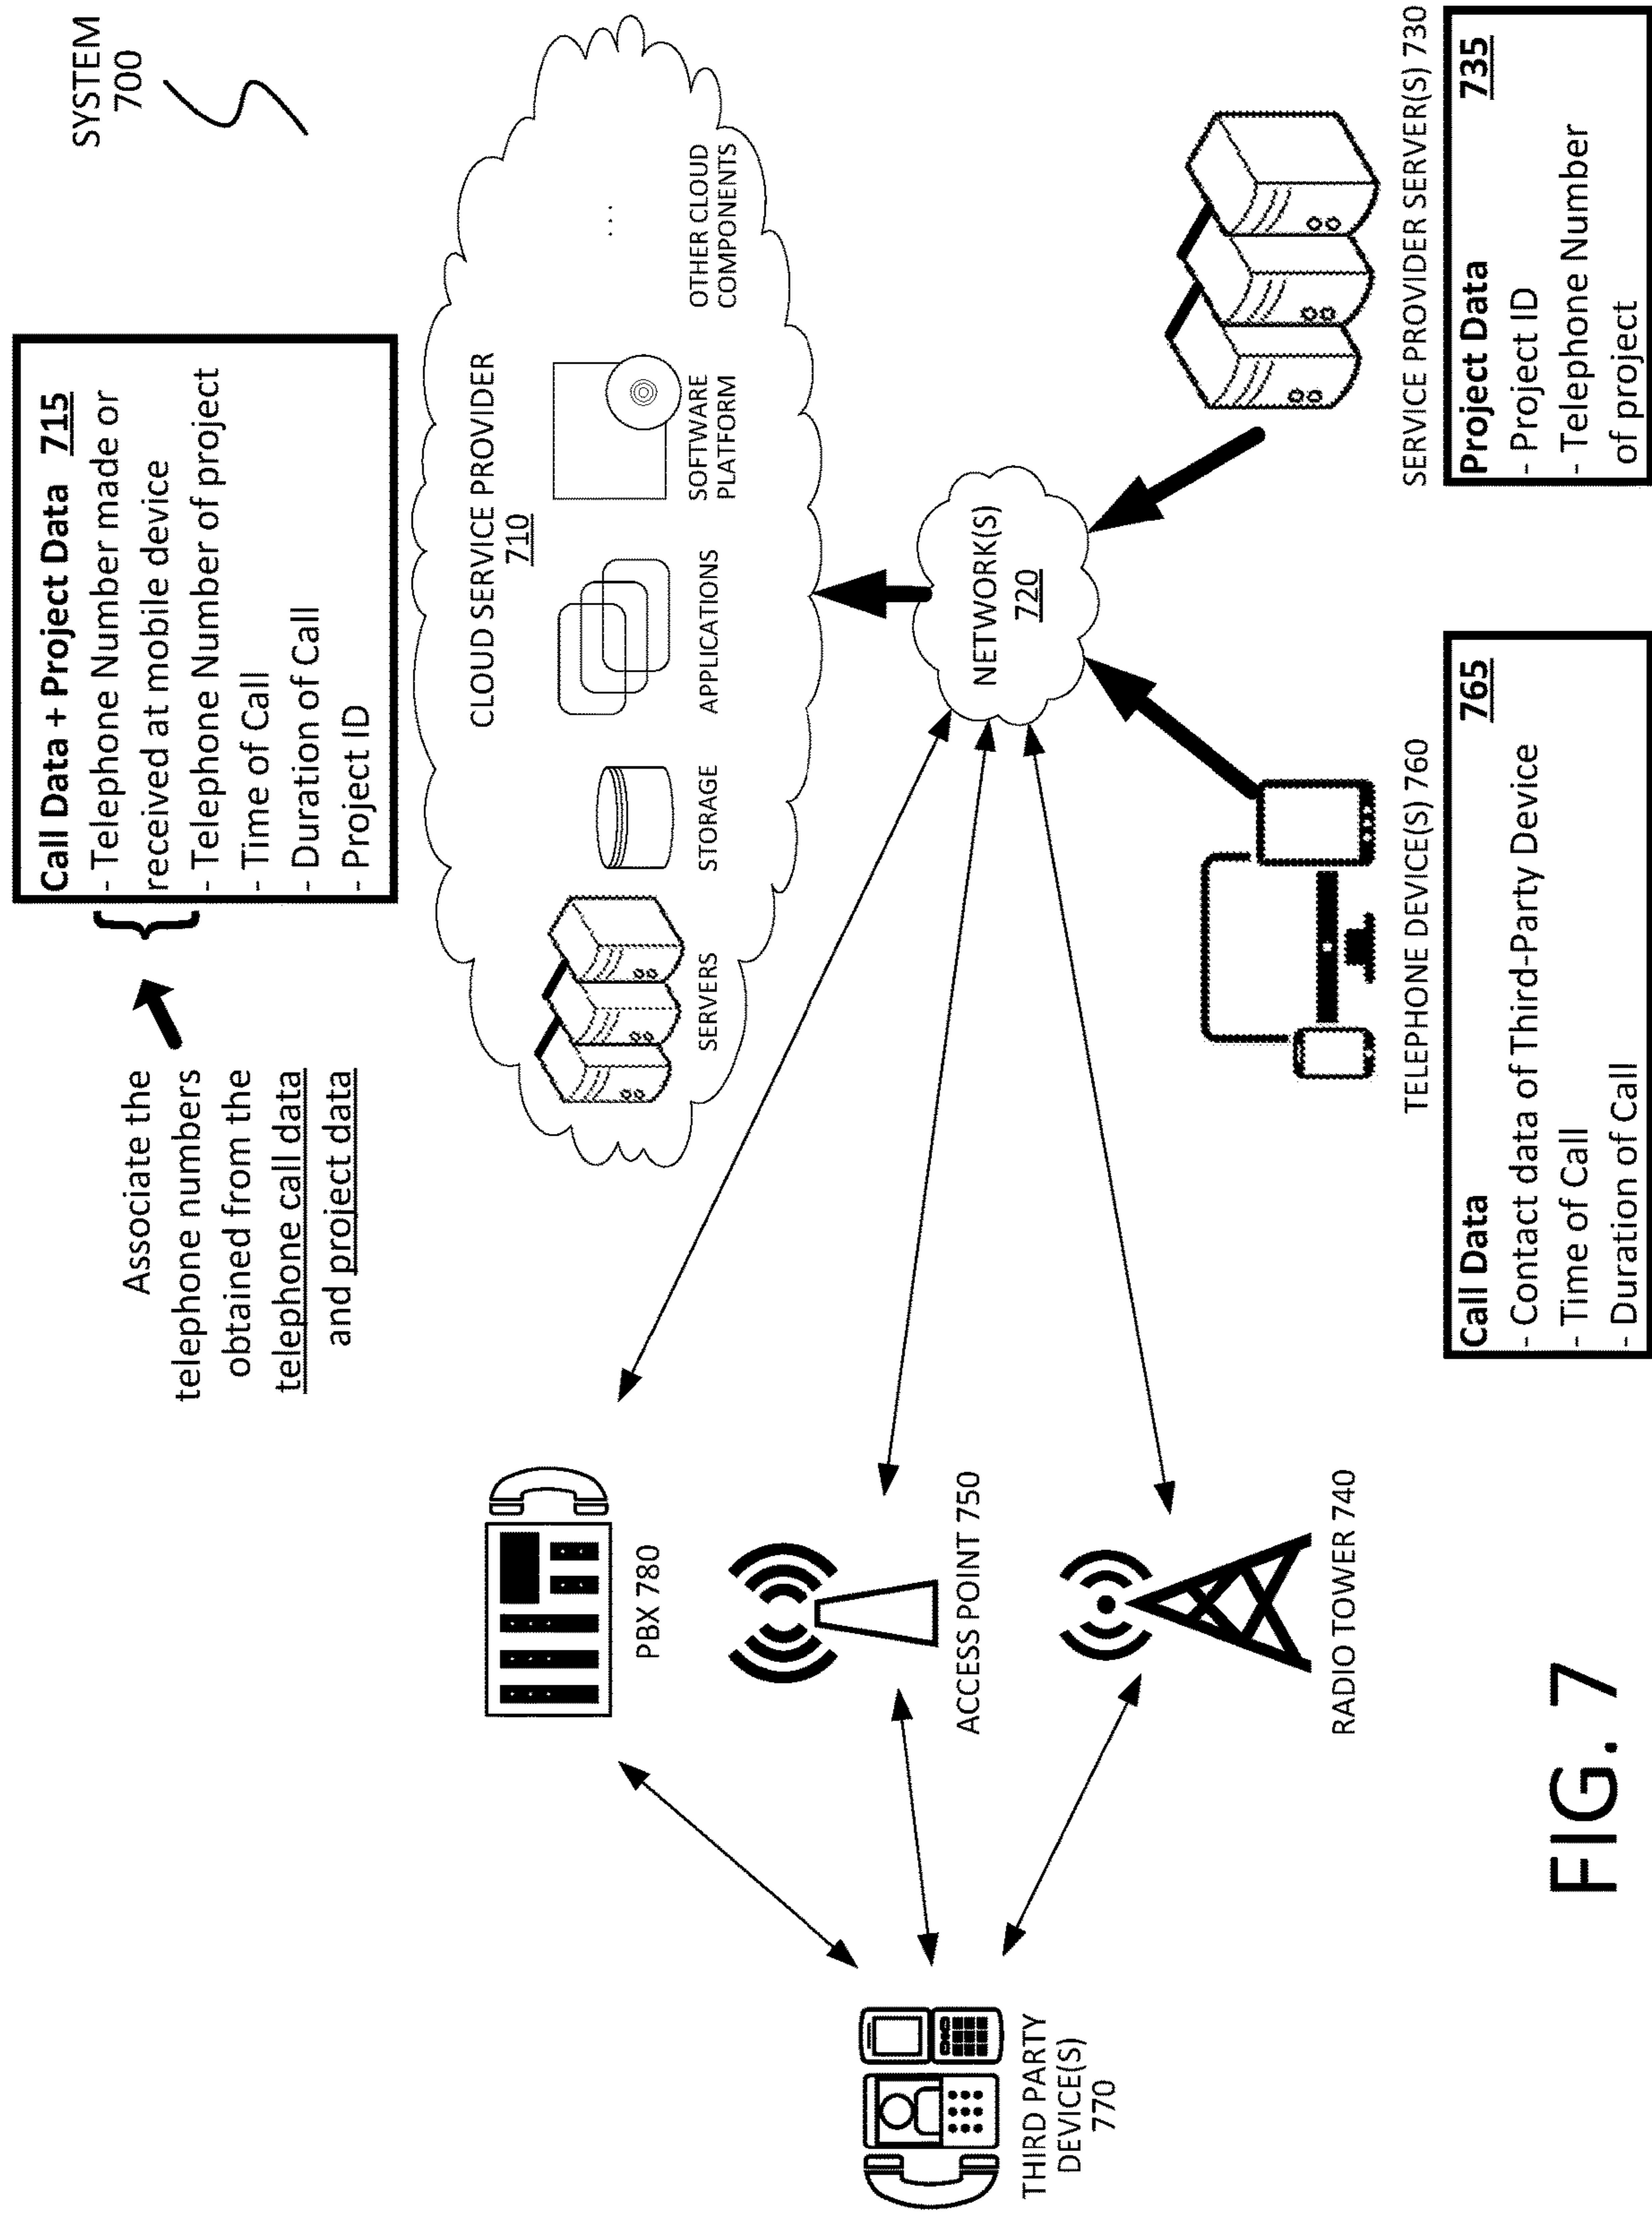 SYSTEM
700
Call Data + Project Data 715
- Telephone Number made or
received at mobile device
- Telephone Number of project
- Time of Call
- Duration of Call
- Project ID
Associate the
telephone numbers
obtained from the
telephone call data
and project data
CLOUD SERVICE PROVIDER
710
SERVERS
STORAGE
APPLICATIONS
SOFTWARE
PLATFORM
...
OTHER CLOUD
COMPONENTS
PBX 780
ACCESS POINT 750
RADIO TOWER 740
THIRD PARTY
DEVICE(S)
770
NETWORK(S)
720
TELEPHONE DEVICE(S) 760
SERVICE PROVIDER SERVER(S) 730
Call Data 765
- Contact data of Third-Party Device
- Time of Call
- Duration of Call
Project Data 735
- Project ID
- Telephone Number
of project
FIG. 7